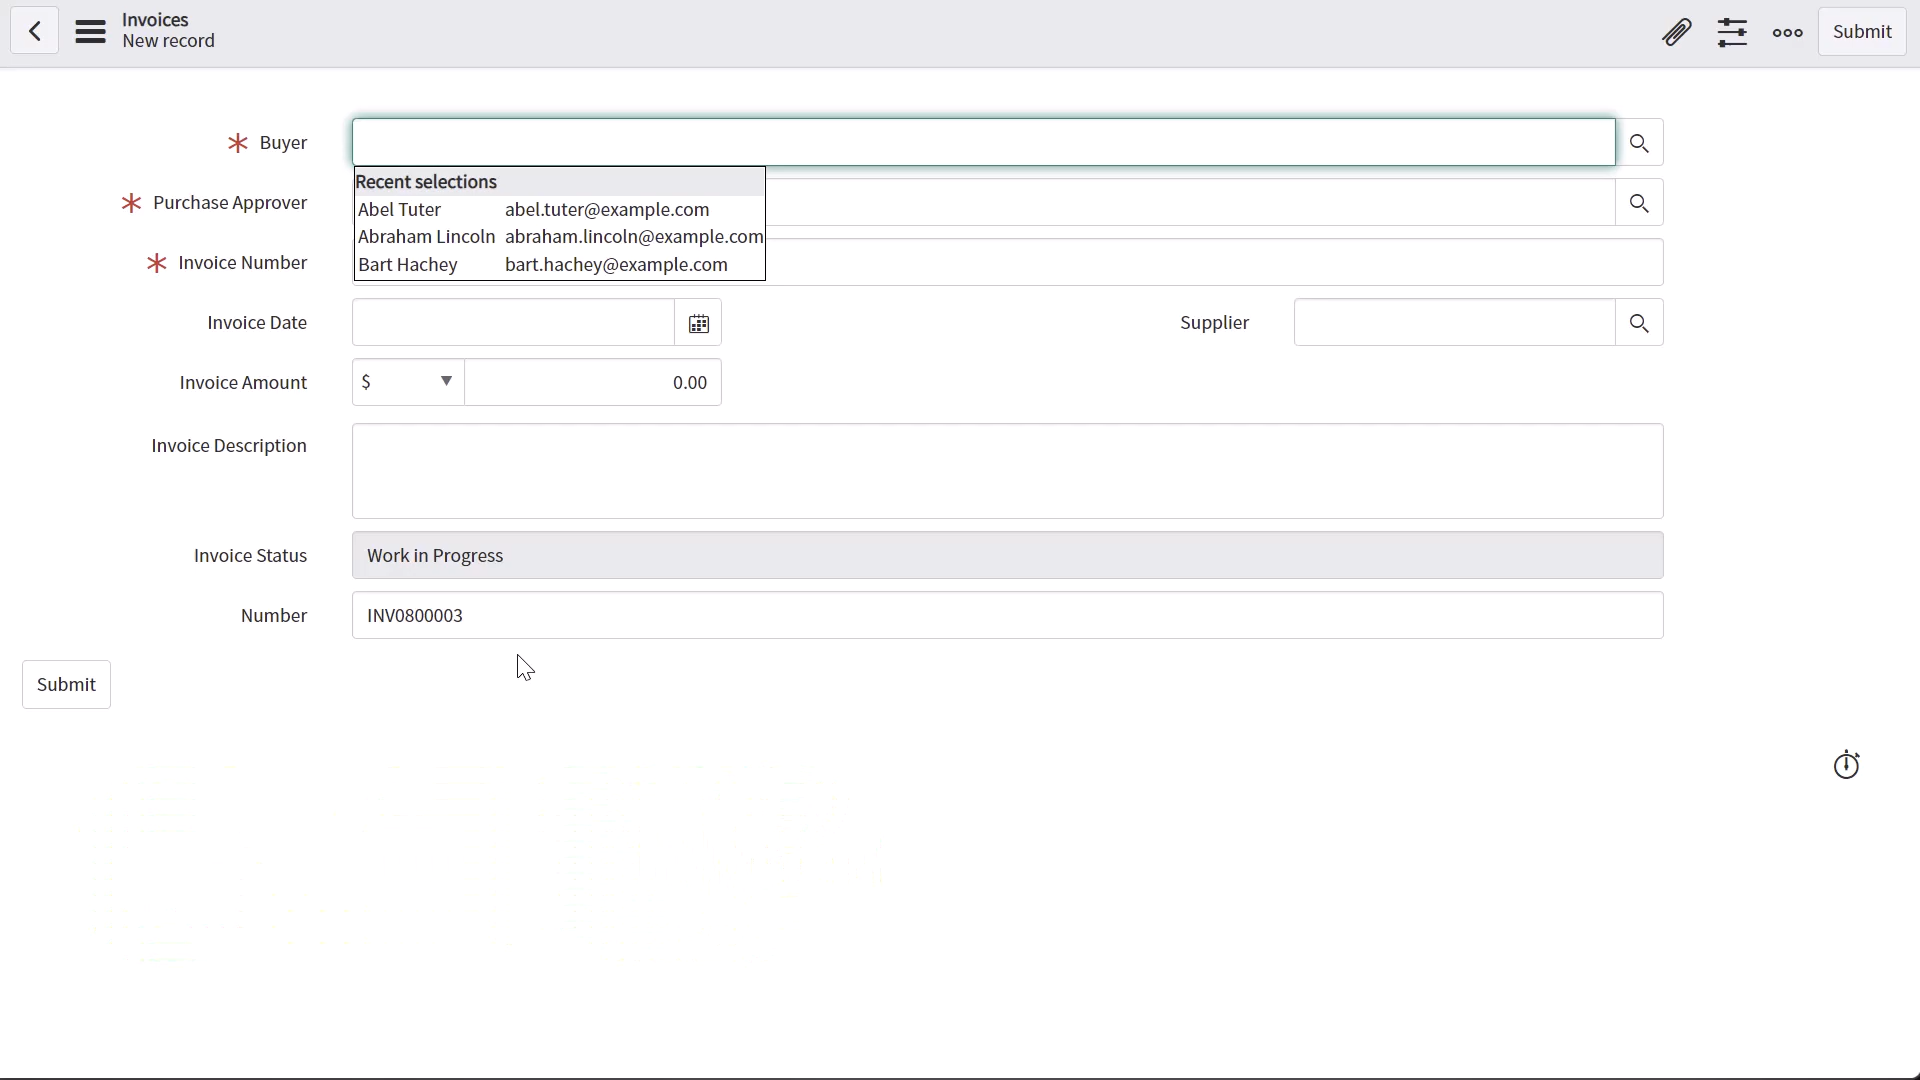 Invoices
New record
Submit
Buyer
Recent selections
Abel Tuter abel.tuter@example.com
Abraham Lincoln abraham.lincoln@example.com
Bart Hachey bart.hachey@example.com
Purchase Approver
Invoice Number
Invoice Date
Supplier
Invoice Amount $ 0.00
Invoice Description
Invoice Status Work in Progress
Number INV0800003
Submit